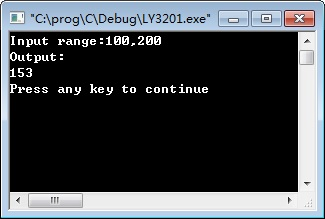 "C:\prog\C\Debug\LY3201.exe"
Input range:100,200
Output:
153
Press any key to continue